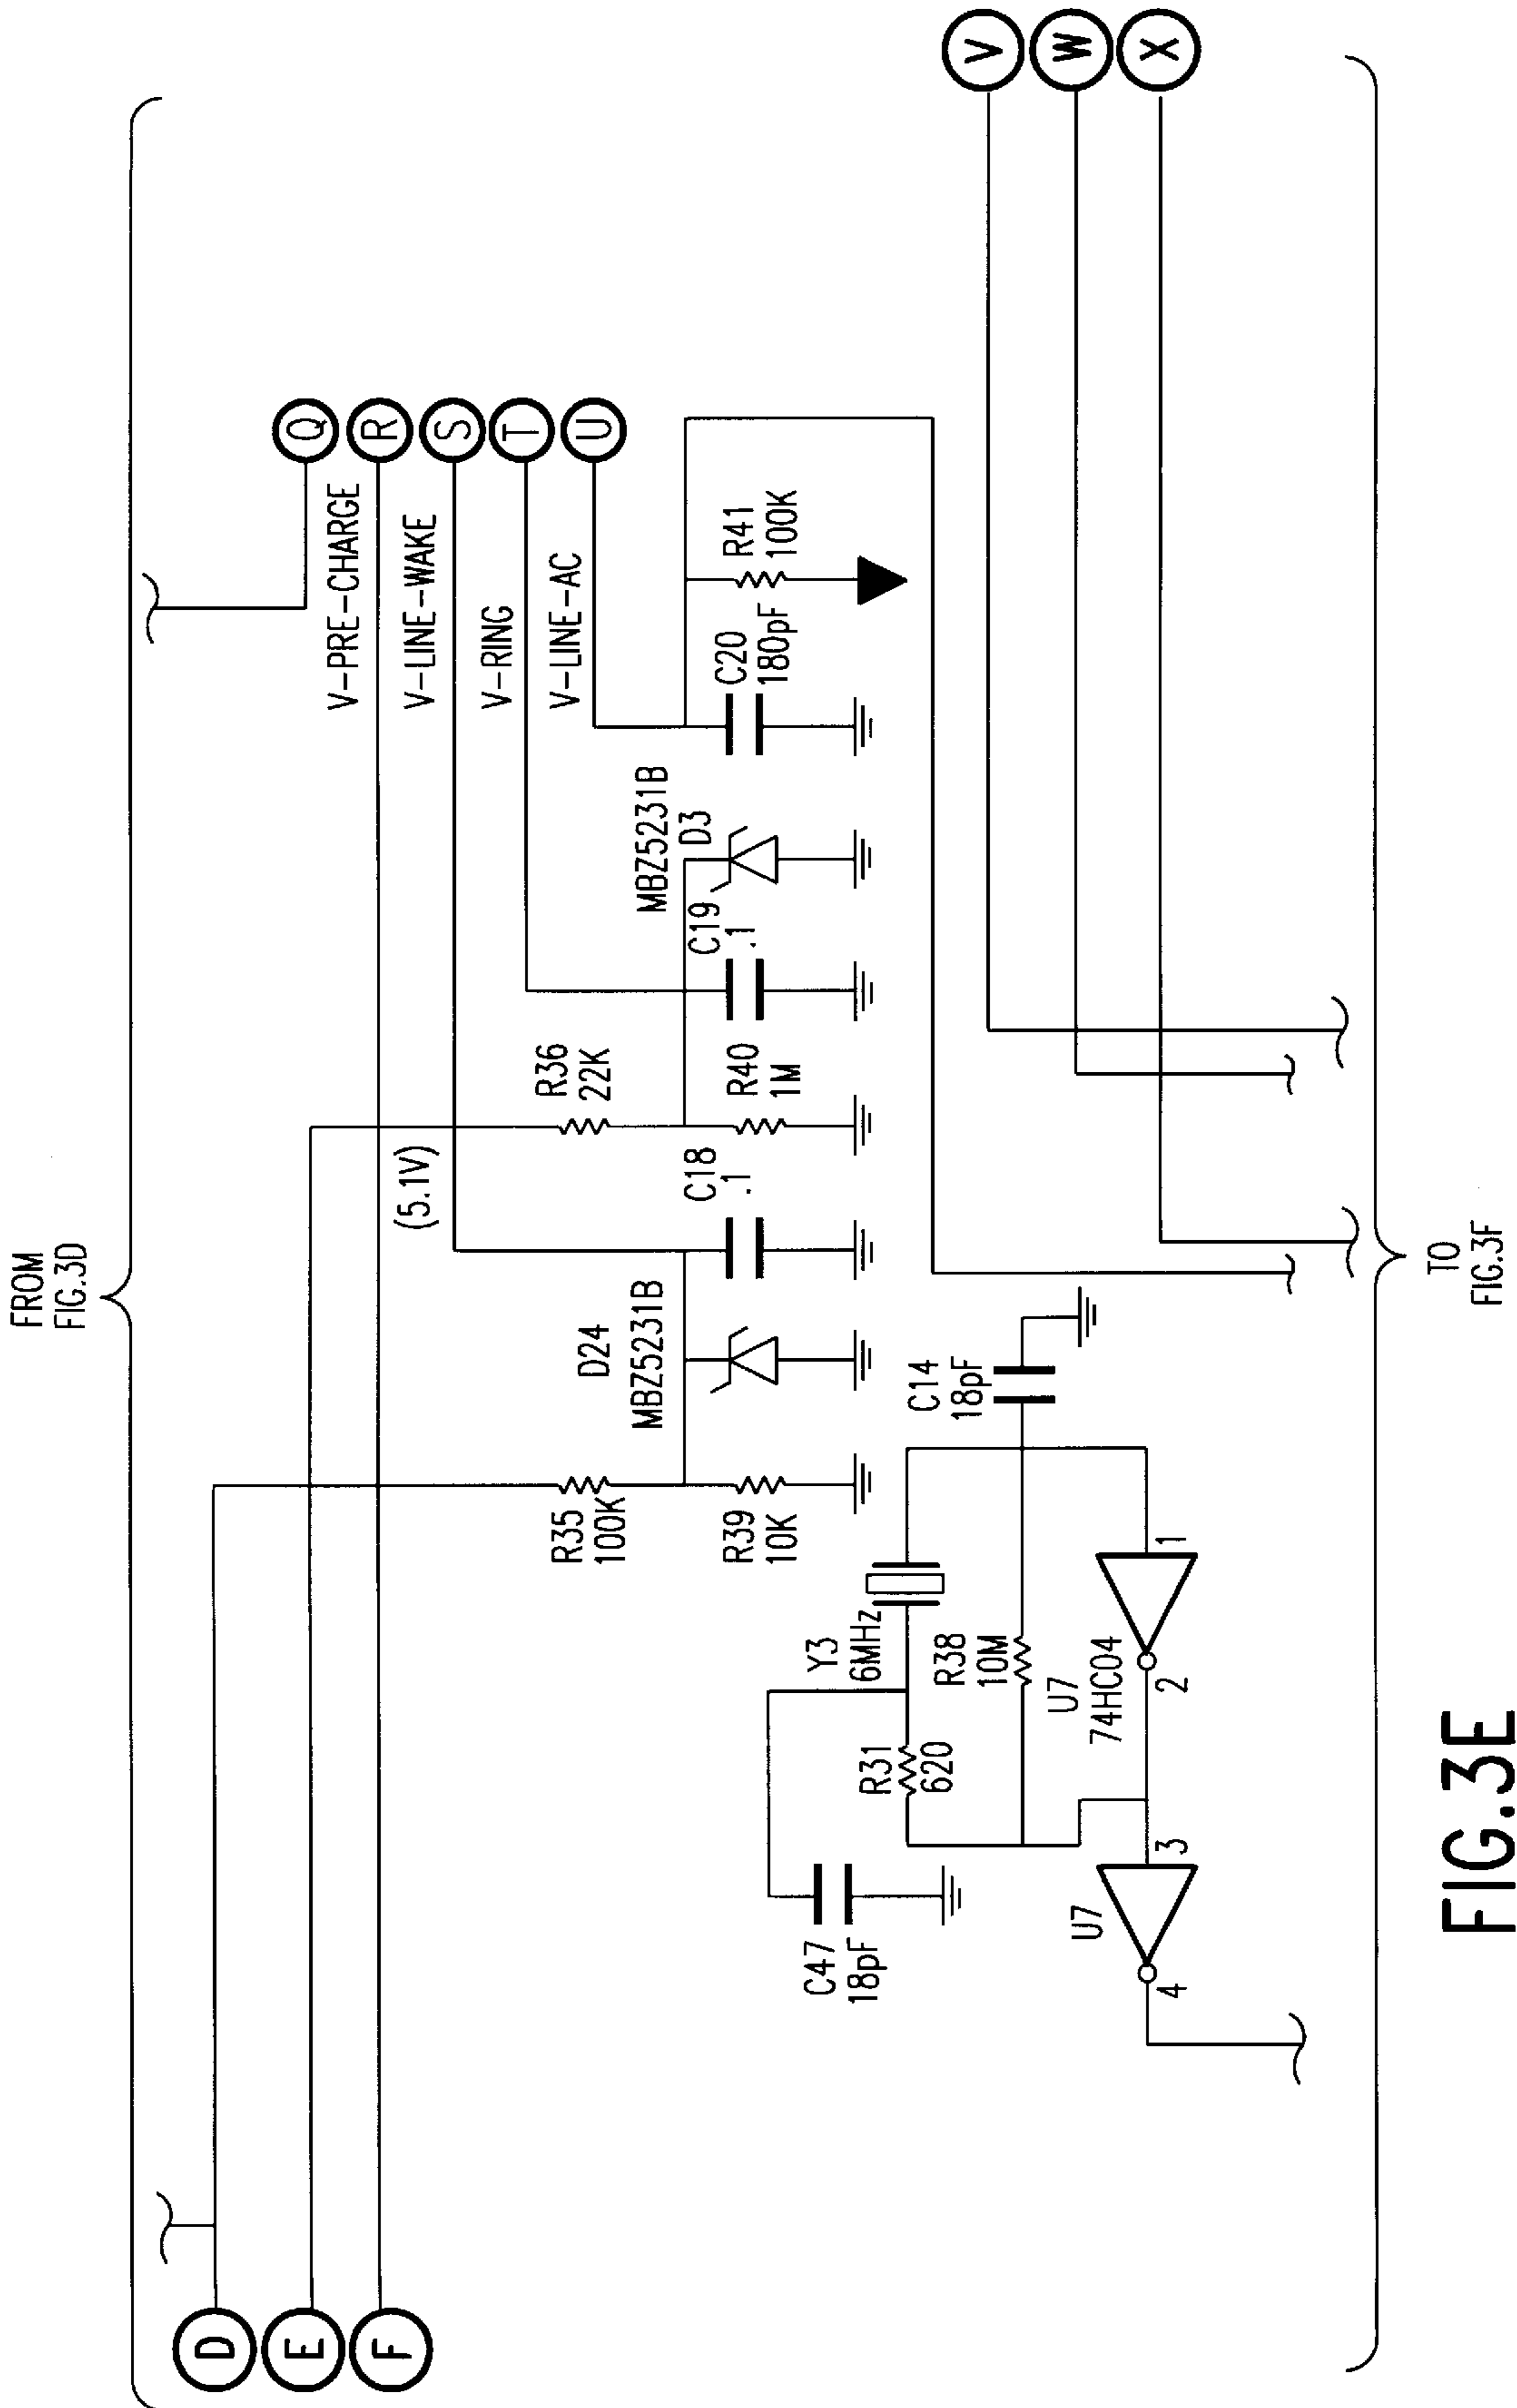 FROM
FIG.3D
D
E
F
Q
R
S
T
U
V-PRE-CHARGE
V-LINE-WAKE
V-RING
V-LINE-AC
(5.1V)
R35
100K
R39
10K
D24
MBZ5231B
C18
.1
R36
22K
R40
1M
C19
.1
MBZ5231B
D3
C20
180pF
R41
100K
C47
18pF
R31
620
Y3
6MHz
R38
10M
C14
18pF
U7
4
3
U7
74HC04
2
1
V
W
X
TO
FIG.3F
FIG.3E